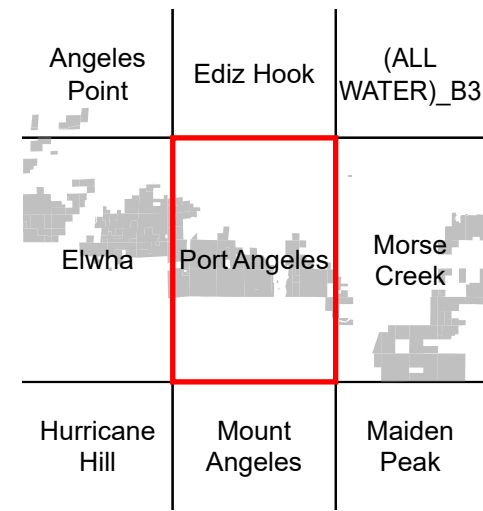 Angeles
Point
Ediz Hook
(ALL
WATER)_B3
Elwha
Port Angeles
Morse
Creek
Hurricane
Hill
Mount
Angeles
Maiden
Peak